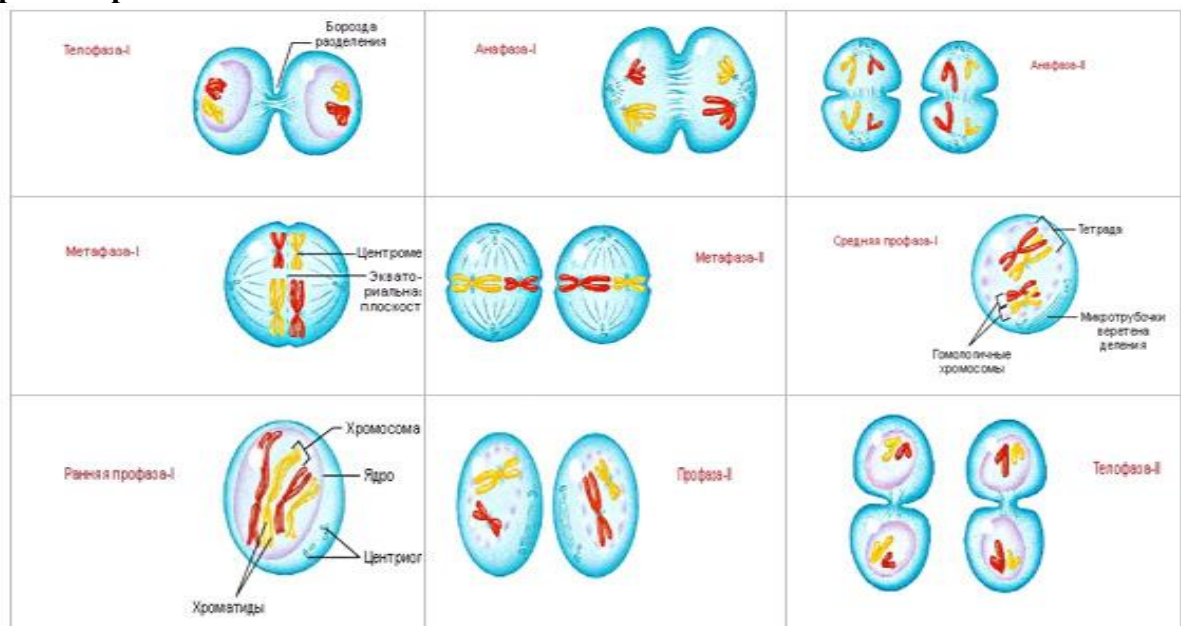 Телофаза-I
Борозда
разделения
Анафаза-I
Анафаза-II
Метафаза-I
Центроме
Эквато-
риальна:
плоскост
Метафаза-II
Средняя профаза-I
Тетрада
Микротрубочки
веретена
деления
Гомологичные
хромосомы
Ранняя профаза-I
Хромосома
Ядро
Центриог
Хроматиды
Профаза-II
Телофаза-II